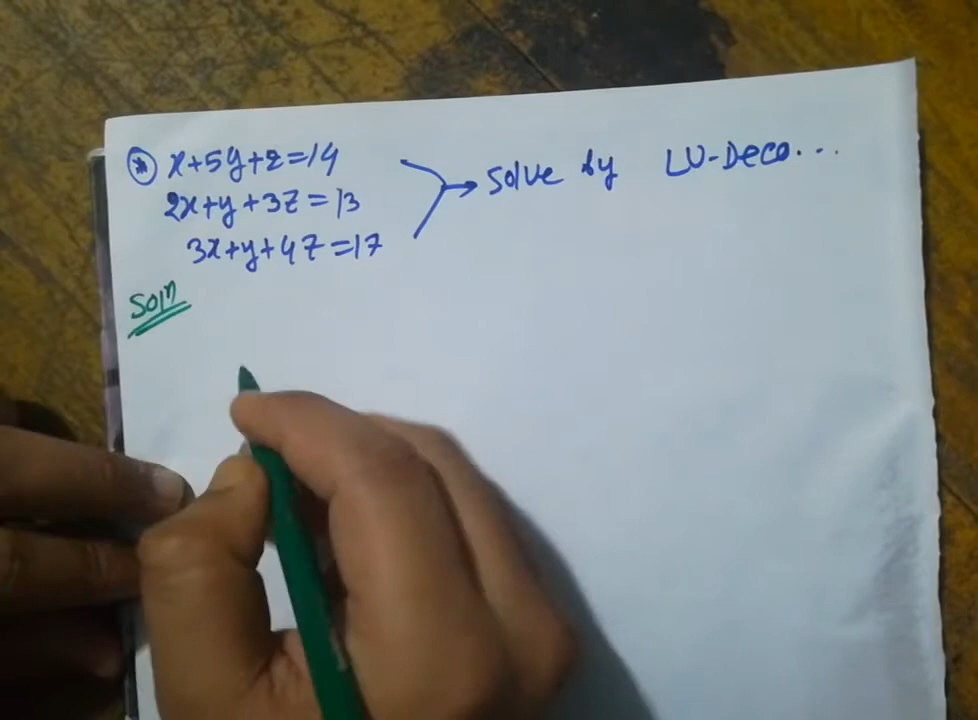 * x+5y+z=14
2x+y+3z=13
3x+y+4z=17
→ solve by LU-Deco...
Soln